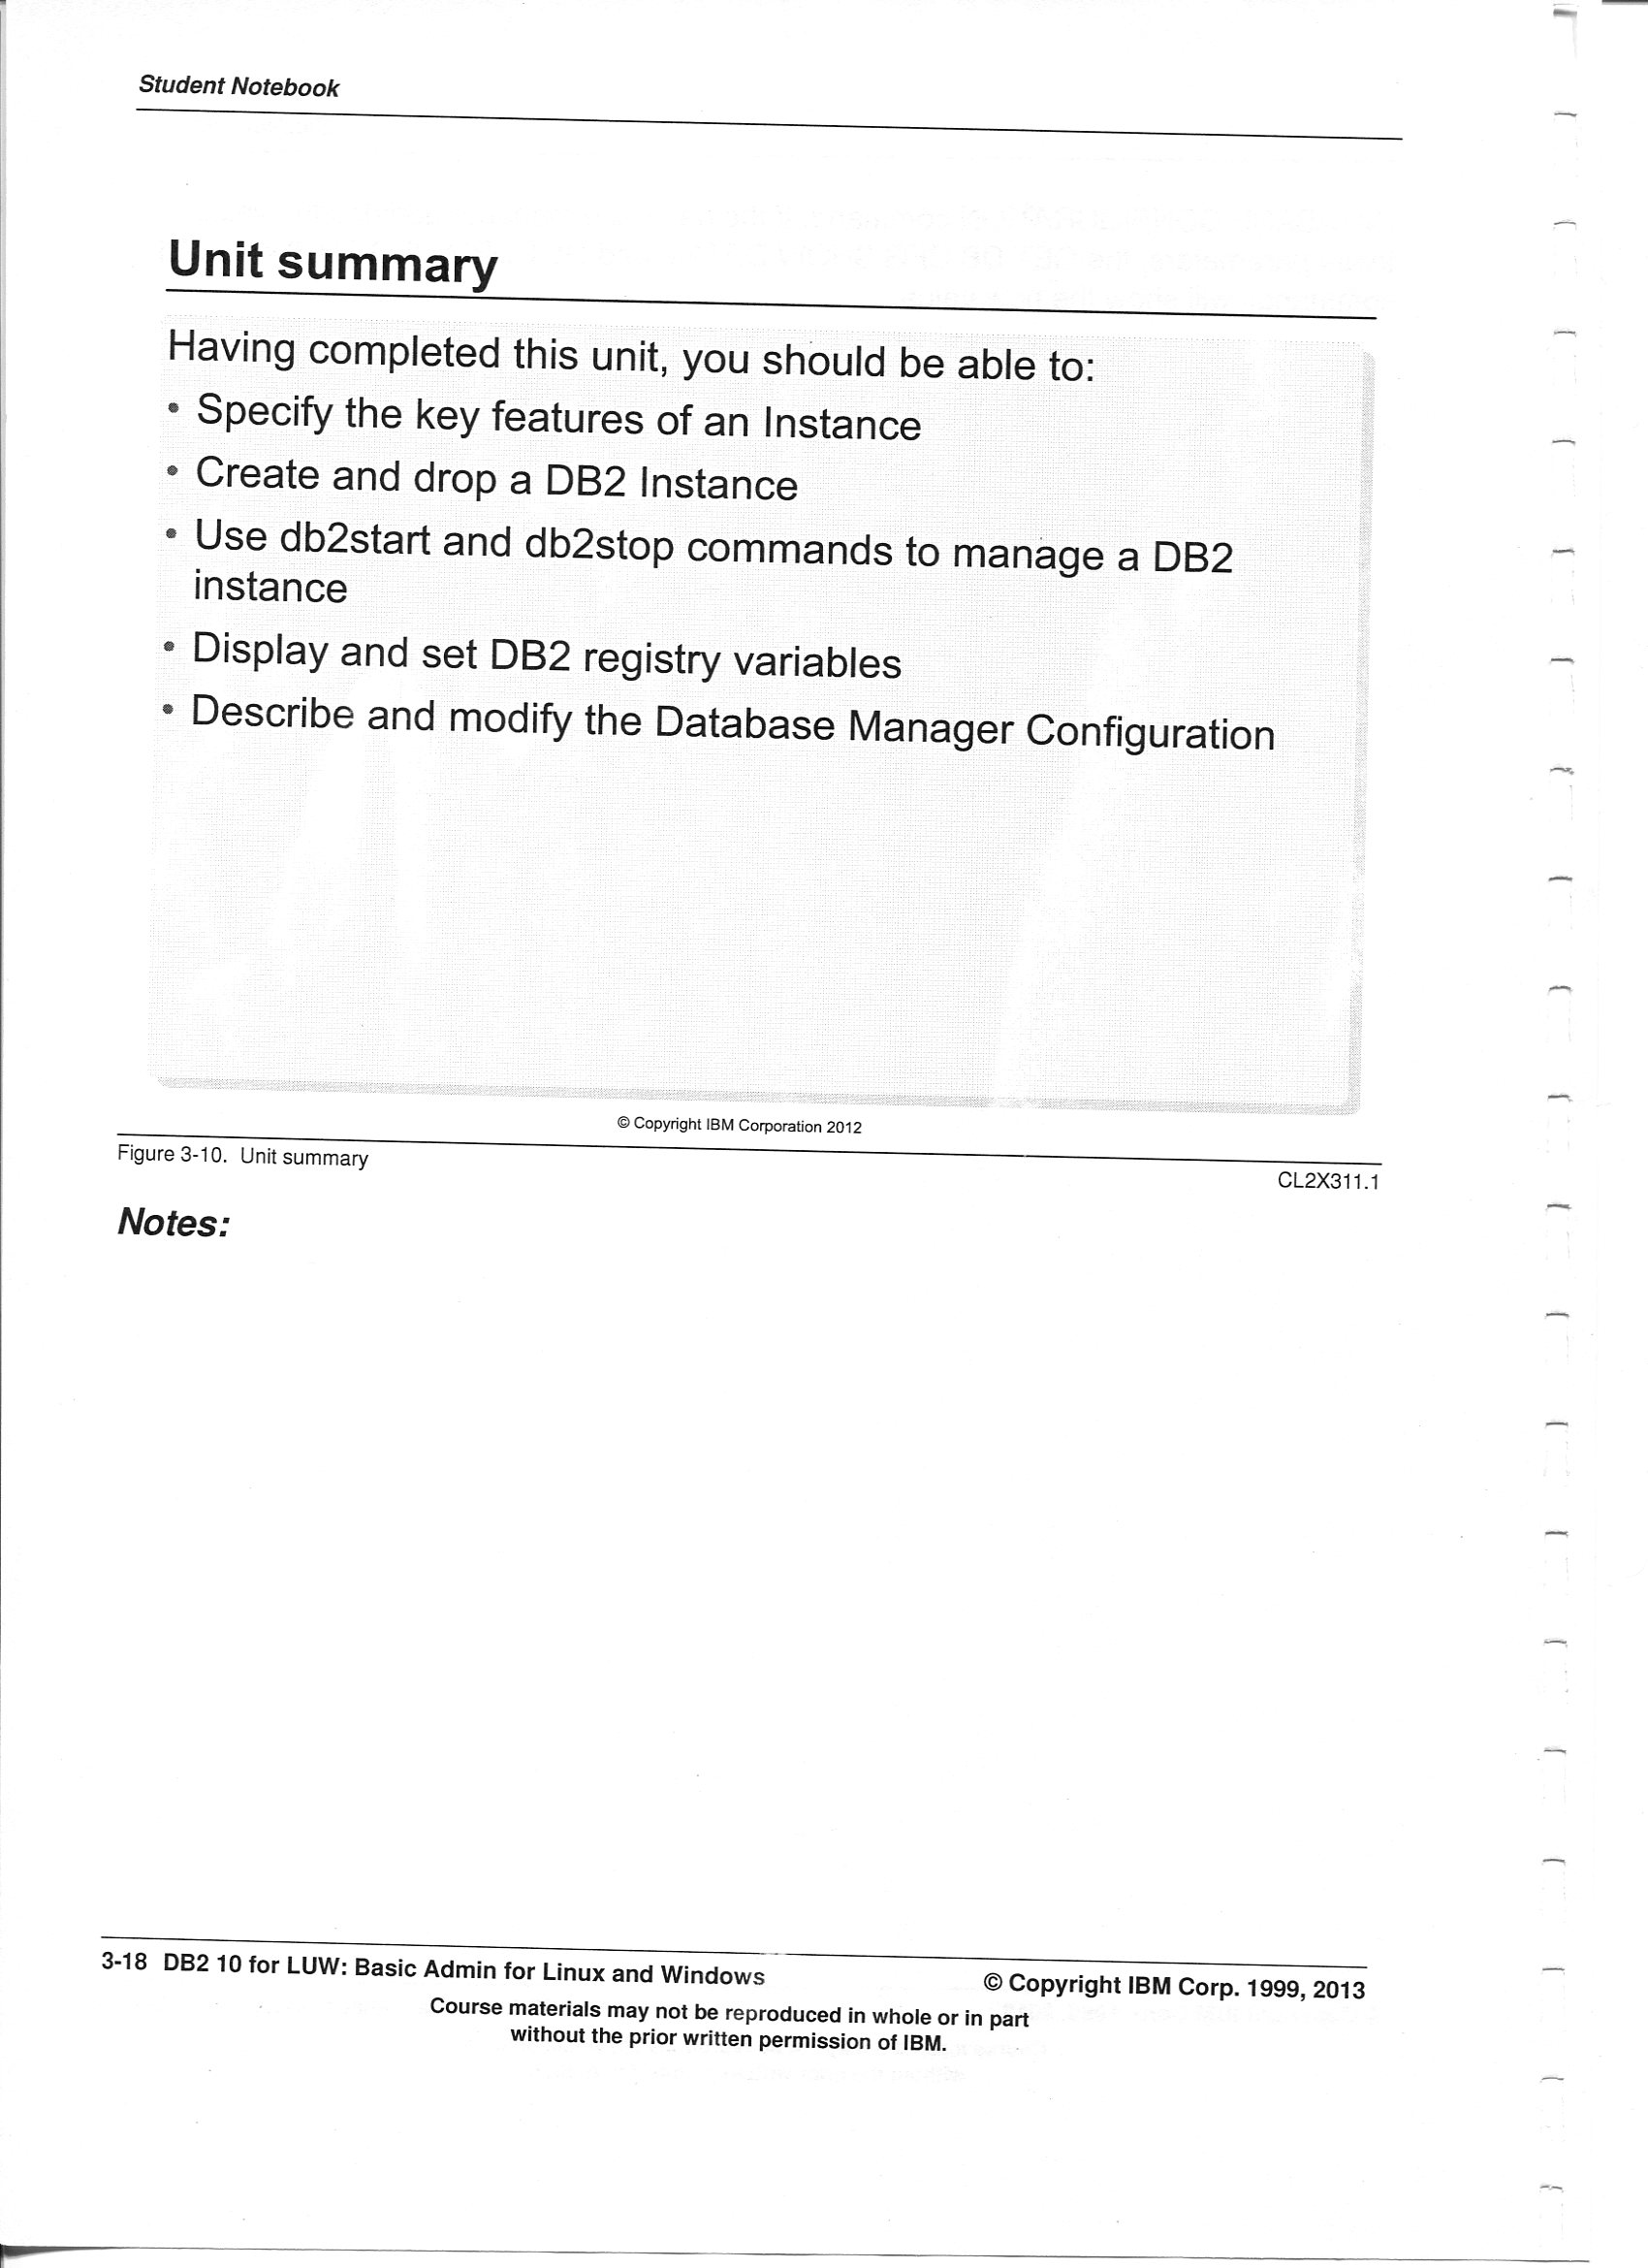 Student Notebook
Unit summary
Having completed this unit, you should be able to:
• Specify the key features of an Instance
• Create and drop a DB2 Instance
• Use db2start and db2stop commands to manage a DB2
instance
• Display and set DB2 registry variables
• Describe and modify the Database Manager Configuration
© Copyright IBM Corporation 2012
Figure 3-10. Unit summary
CL2X311.1
Notes:
3-18 DB2 10 for LUW: Basic Admin for Linux and Windows
© Copyright IBM Corp. 1999, 2013
Course materials may not be reproduced in whole or in part
without the prior written permission of IBM.